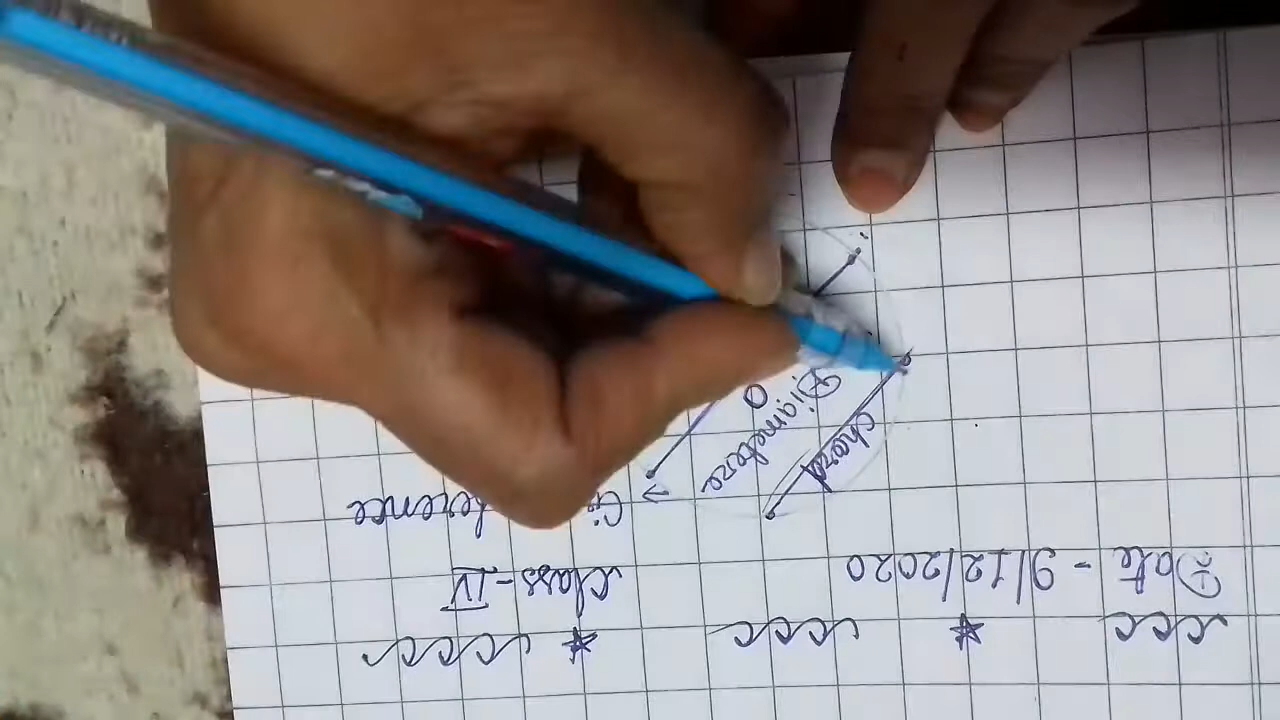 Date - 9/12/2020
Class - IV
Diametere
O
chord